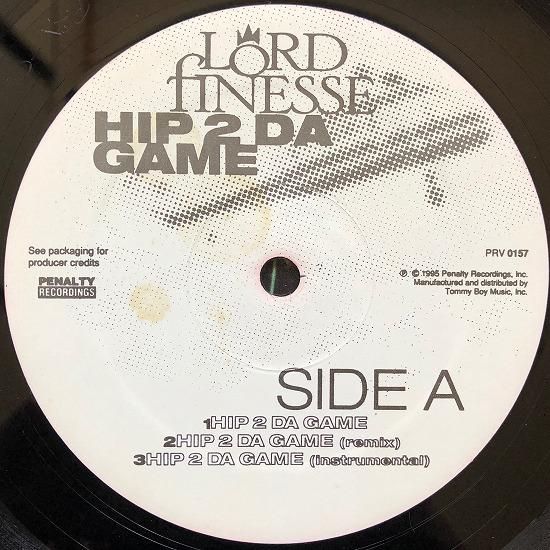 LORD
fINESSE
HIP 2 DA
GAME
See packaging for
producer credits
PENALTY
RECORDINGS
PRV 0157
℗ © 1995 Penalty Recordings, Inc.
Manufactured and distributed by
Tommy Boy Music, Inc.
SIDE A
1HIP 2 DA GAME
2HIP 2 DA GAME (remix)
3HIP 2 DA GAME (instrumental)